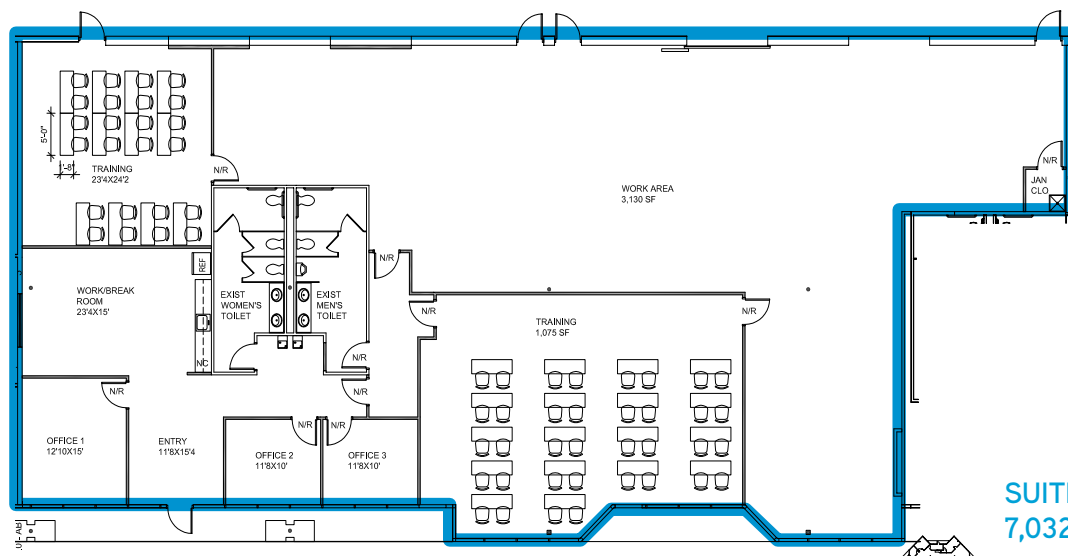 5'-0"
'-8"
TRAINING
23'4X24'2
N/R
WORK AREA
3,130 SF
N/R
JAN
CLO
REF
WORK/BREAK
ROOM
23'4X15'
N/R
EXIST
WOMEN'S
TOILET
EXIST
MEN'S
TOILET
N/R
TRAINING
1,075 SF
N/R
NC
N/R
N/R
N/R
OFFICE 1
12'10X15'
ENTRY
11'8X15'4
N/R
OFFICE 2
11'8X10'
N/R
OFFICE 3
11'8X10'
SUIT
7,032